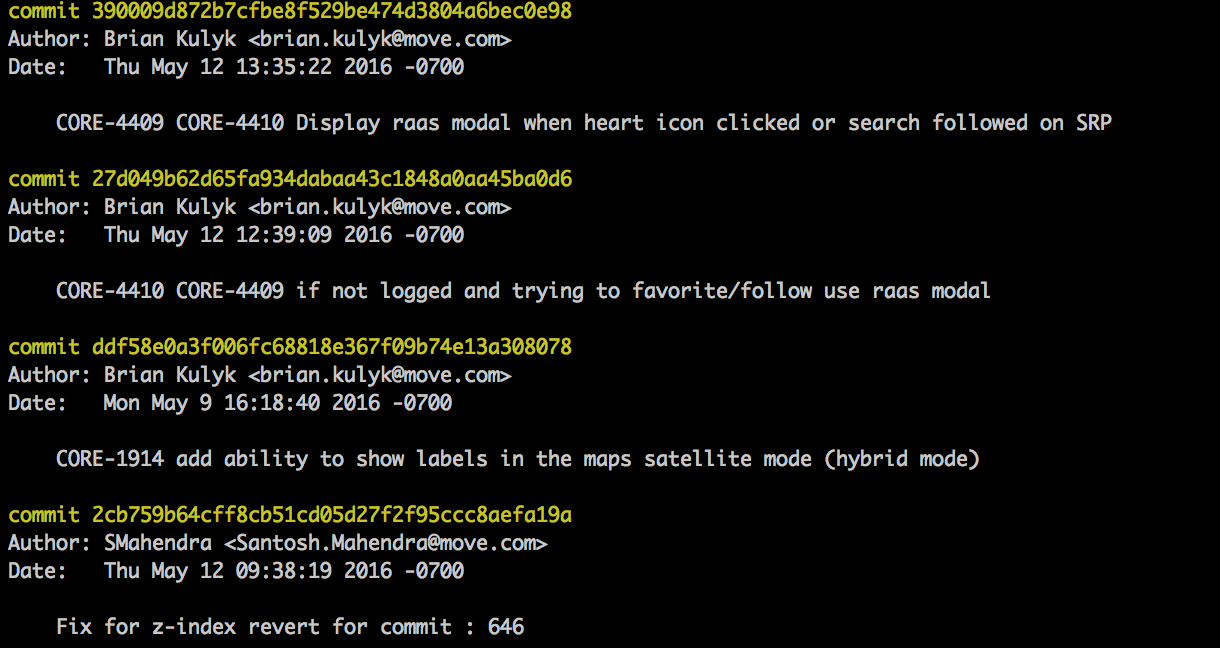 commit 390009d872b7cfbe8f529be474d3804a6bec0e98
Author: Brian Kulyk <brian.kulyk@move.com>
Date:   Thu May 12 13:35:22 2016 -0700
CORE-4409 CORE-4410 Display raas modal when heart icon clicked or search followed on SRP
commit 27d049b62d65fa934dabaa43c1848a0aa45ba0d6
Author: Brian Kulyk <brian.kulyk@move.com>
Date:   Thu May 12 12:39:09 2016 -0700
CORE-4410 CORE-4409 if not logged and trying to favorite/follow use raas modal
commit ddf58e0a3f006fc68818e367f09b74e13a308078
Author: Brian Kulyk <brian.kulyk@move.com>
Date:   Mon May 9 16:18:40 2016 -0700
CORE-1914 add ability to show labels in the maps satellite mode (hybrid mode)
commit 2cb759b64cff8cb51cd05d27f2f95ccc8aefa19a
Author: SMahendra <Santosh.Mahendra@move.com>
Date:   Thu May 12 09:38:19 2016 -0700
Fix for z-index revert for commit : 646